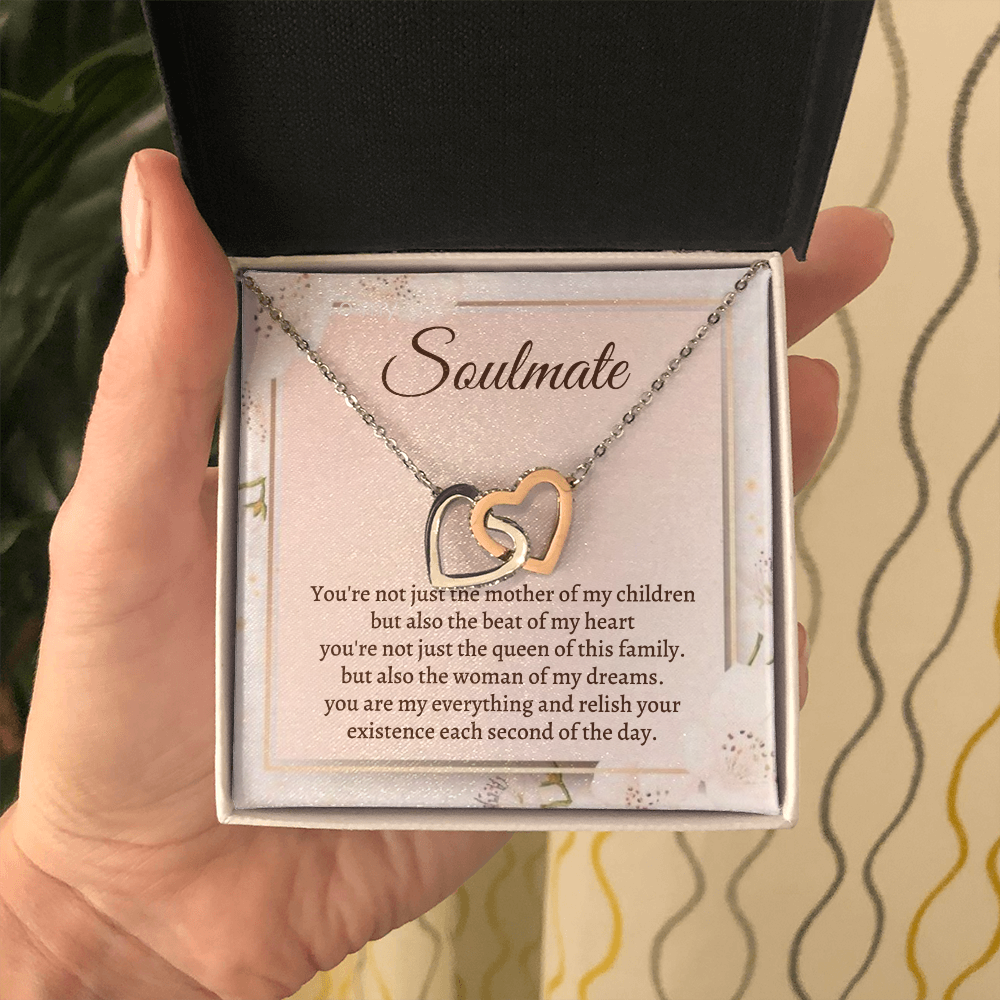 Soulmate
You're not just the mother of my children
but also the beat of my heart
you're not just the queen of this family.
but also the woman of my dreams.
you are my everything and relish your
existence each second of the day.